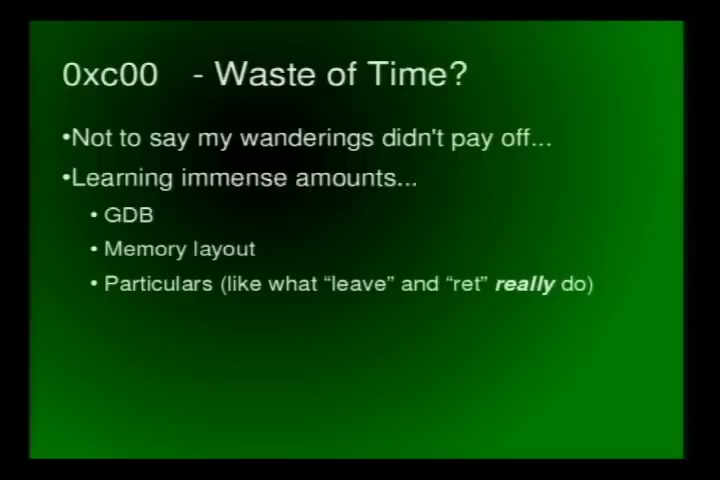 0xc00 - Waste of Time?
•Not to say my wanderings didn't pay off...
•Learning immense amounts...
• GDB
• Memory layout
• Particulars (like what “leave” and “ret” really do)